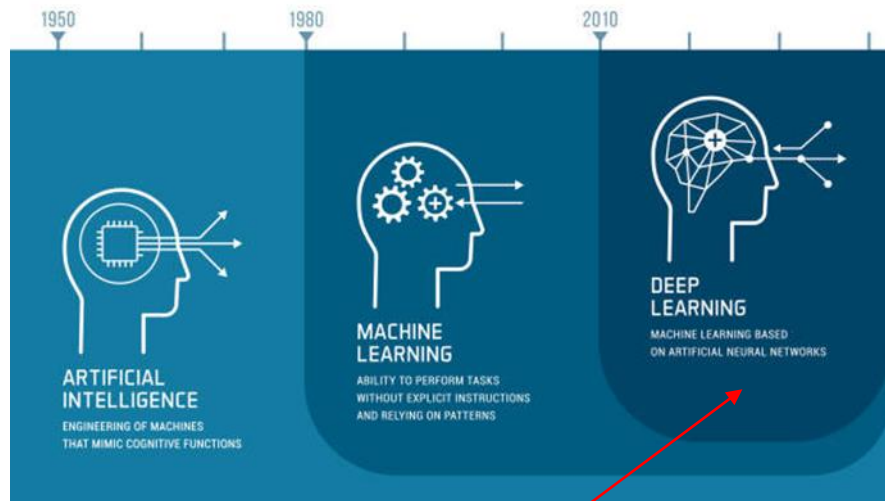 1950
1980
2010
ARTIFICIAL
INTELLIGENCE
ENGINEERING OF MACHINES
THAT MIMIC COGNITIVE FUNCTIONS
MACHINE
LEARNING
ABILITY TO PERFORM TASKS
WITHOUT EXPLICIT INSTRUCTIONS
AND RELYING ON PATTERNS
DEEP
LEARNING
MACHINE LEARNING BASED
ON ARTIFICIAL NEURAL NETWORKS